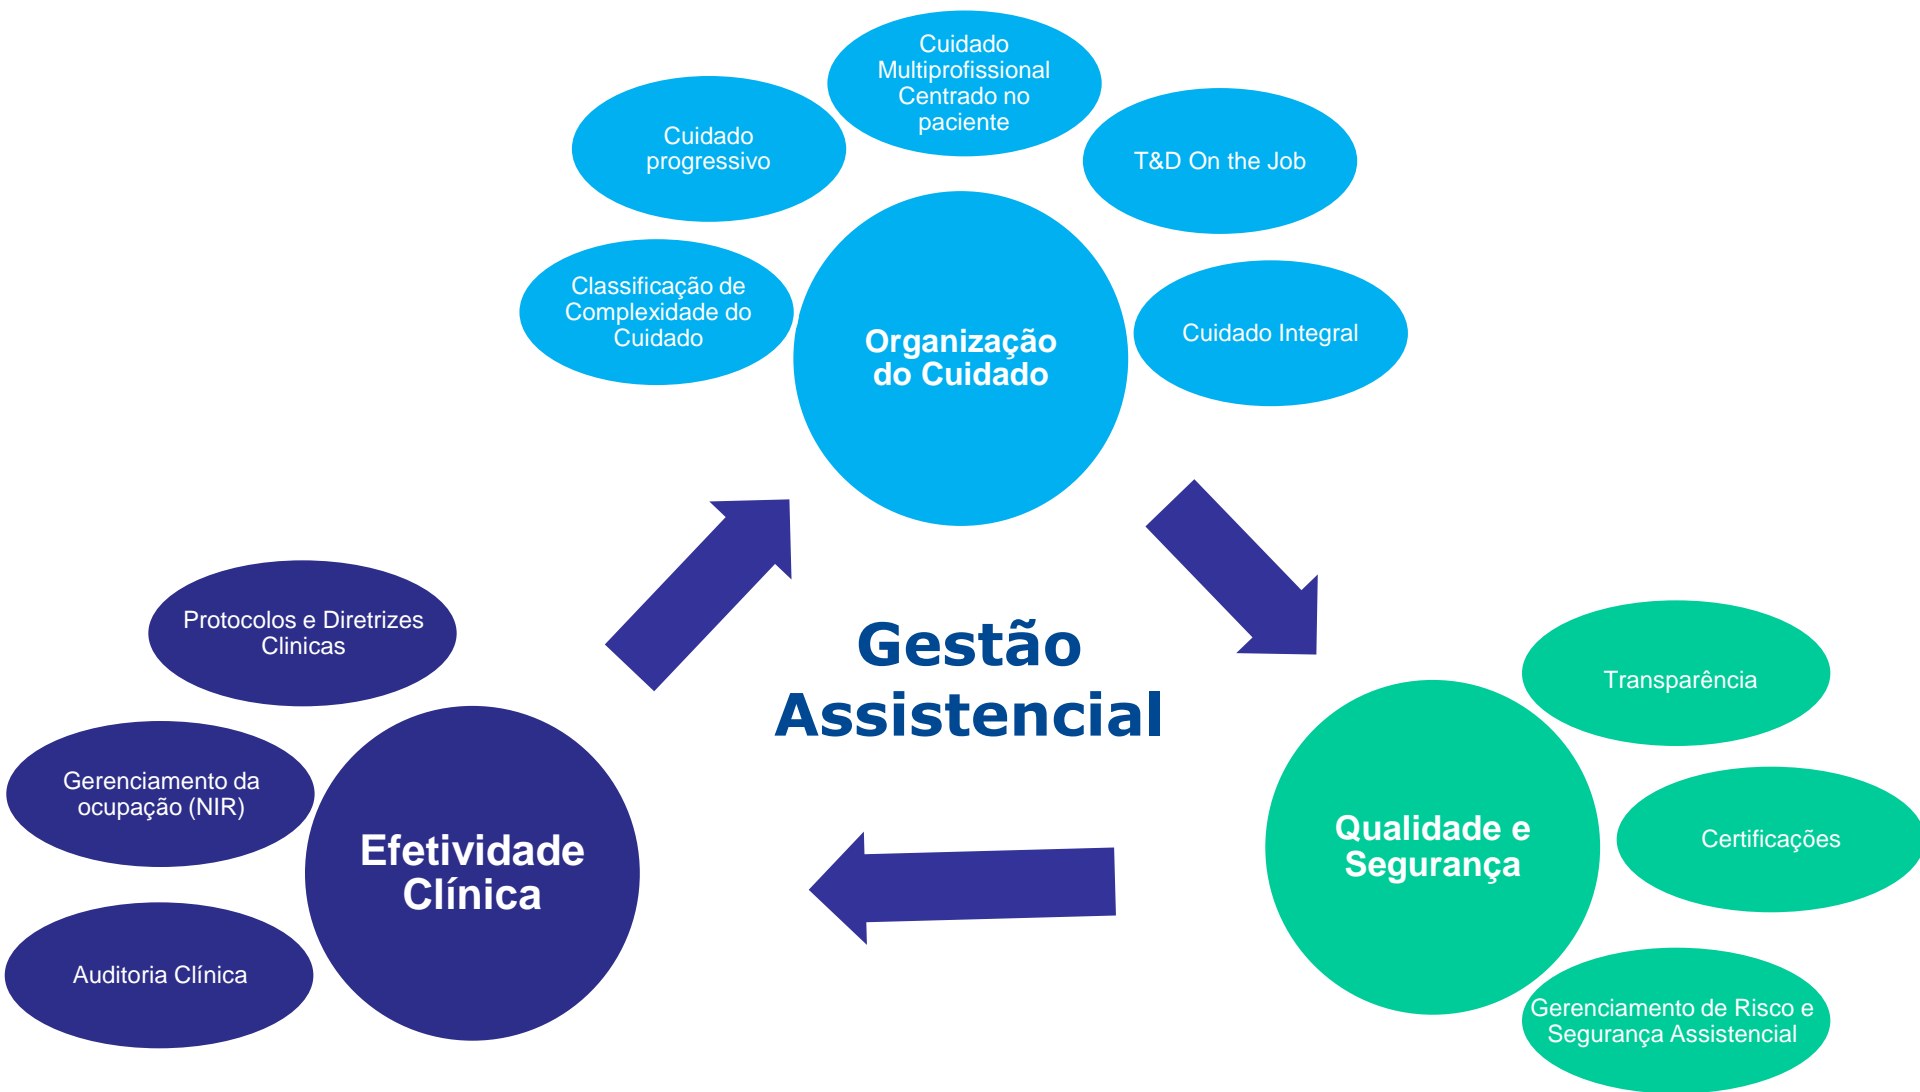 Cuidado
Multiprofissional
Centrado no
paciente
Cuidado
progressivo
T&D On the Job
Classificação de
Complexidade do
Cuidado
Organização
do Cuidado
Cuidado Integral
Gestão
Assistencial
Protocolos e Diretrizes
Clinicas
Gerenciamento da
ocupação (NIR)
Efetividade
Clínica
Auditoria Clínica
Transparência
Qualidade e
Segurança
Certificações
Gerenciamento de Risco e
Segurança Assistencial